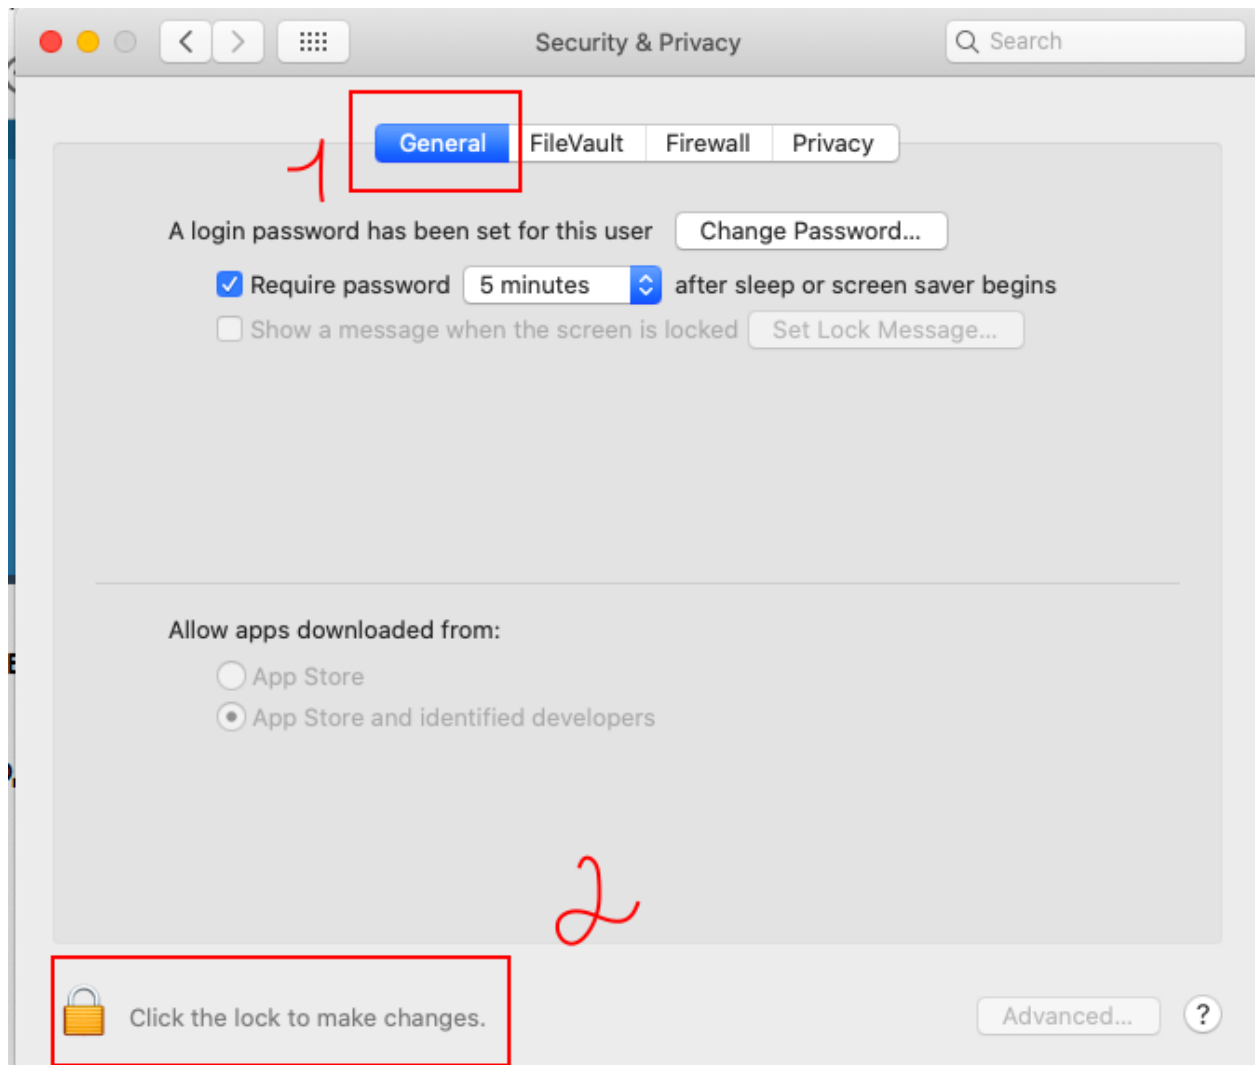 Security & Privacy
Search
1
General FileVault Firewall Privacy
A login password has been set for this user Change Password...
Require password 5 minutes after sleep or screen saver begins
Show a message when the screen is locked Set Lock Message...
Allow apps downloaded from:
App Store
App Store and identified developers
2
Click the lock to make changes.
Advanced... ?